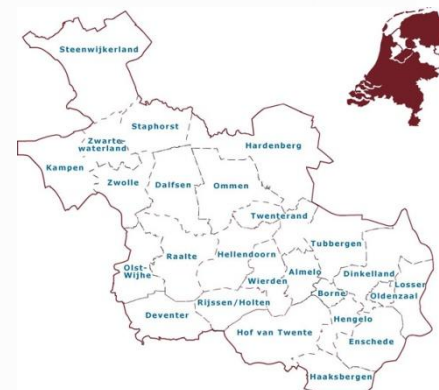 Steenwijkerland
Staphorst
Zwarte-
waterland
Hardenberg
Kampen
Zwolle
Dalfsen
Ommen
Twenterand
Tubbergen
Raalte
Hellendoorn
Olst-
Wijhe
Almelo
Dinkelland
Wierden
Losser
Borne
Oldenzaal
Rijssen/Holten
Deventer
Hengelo
Hof van Twente
Enschede
Haaksbergen